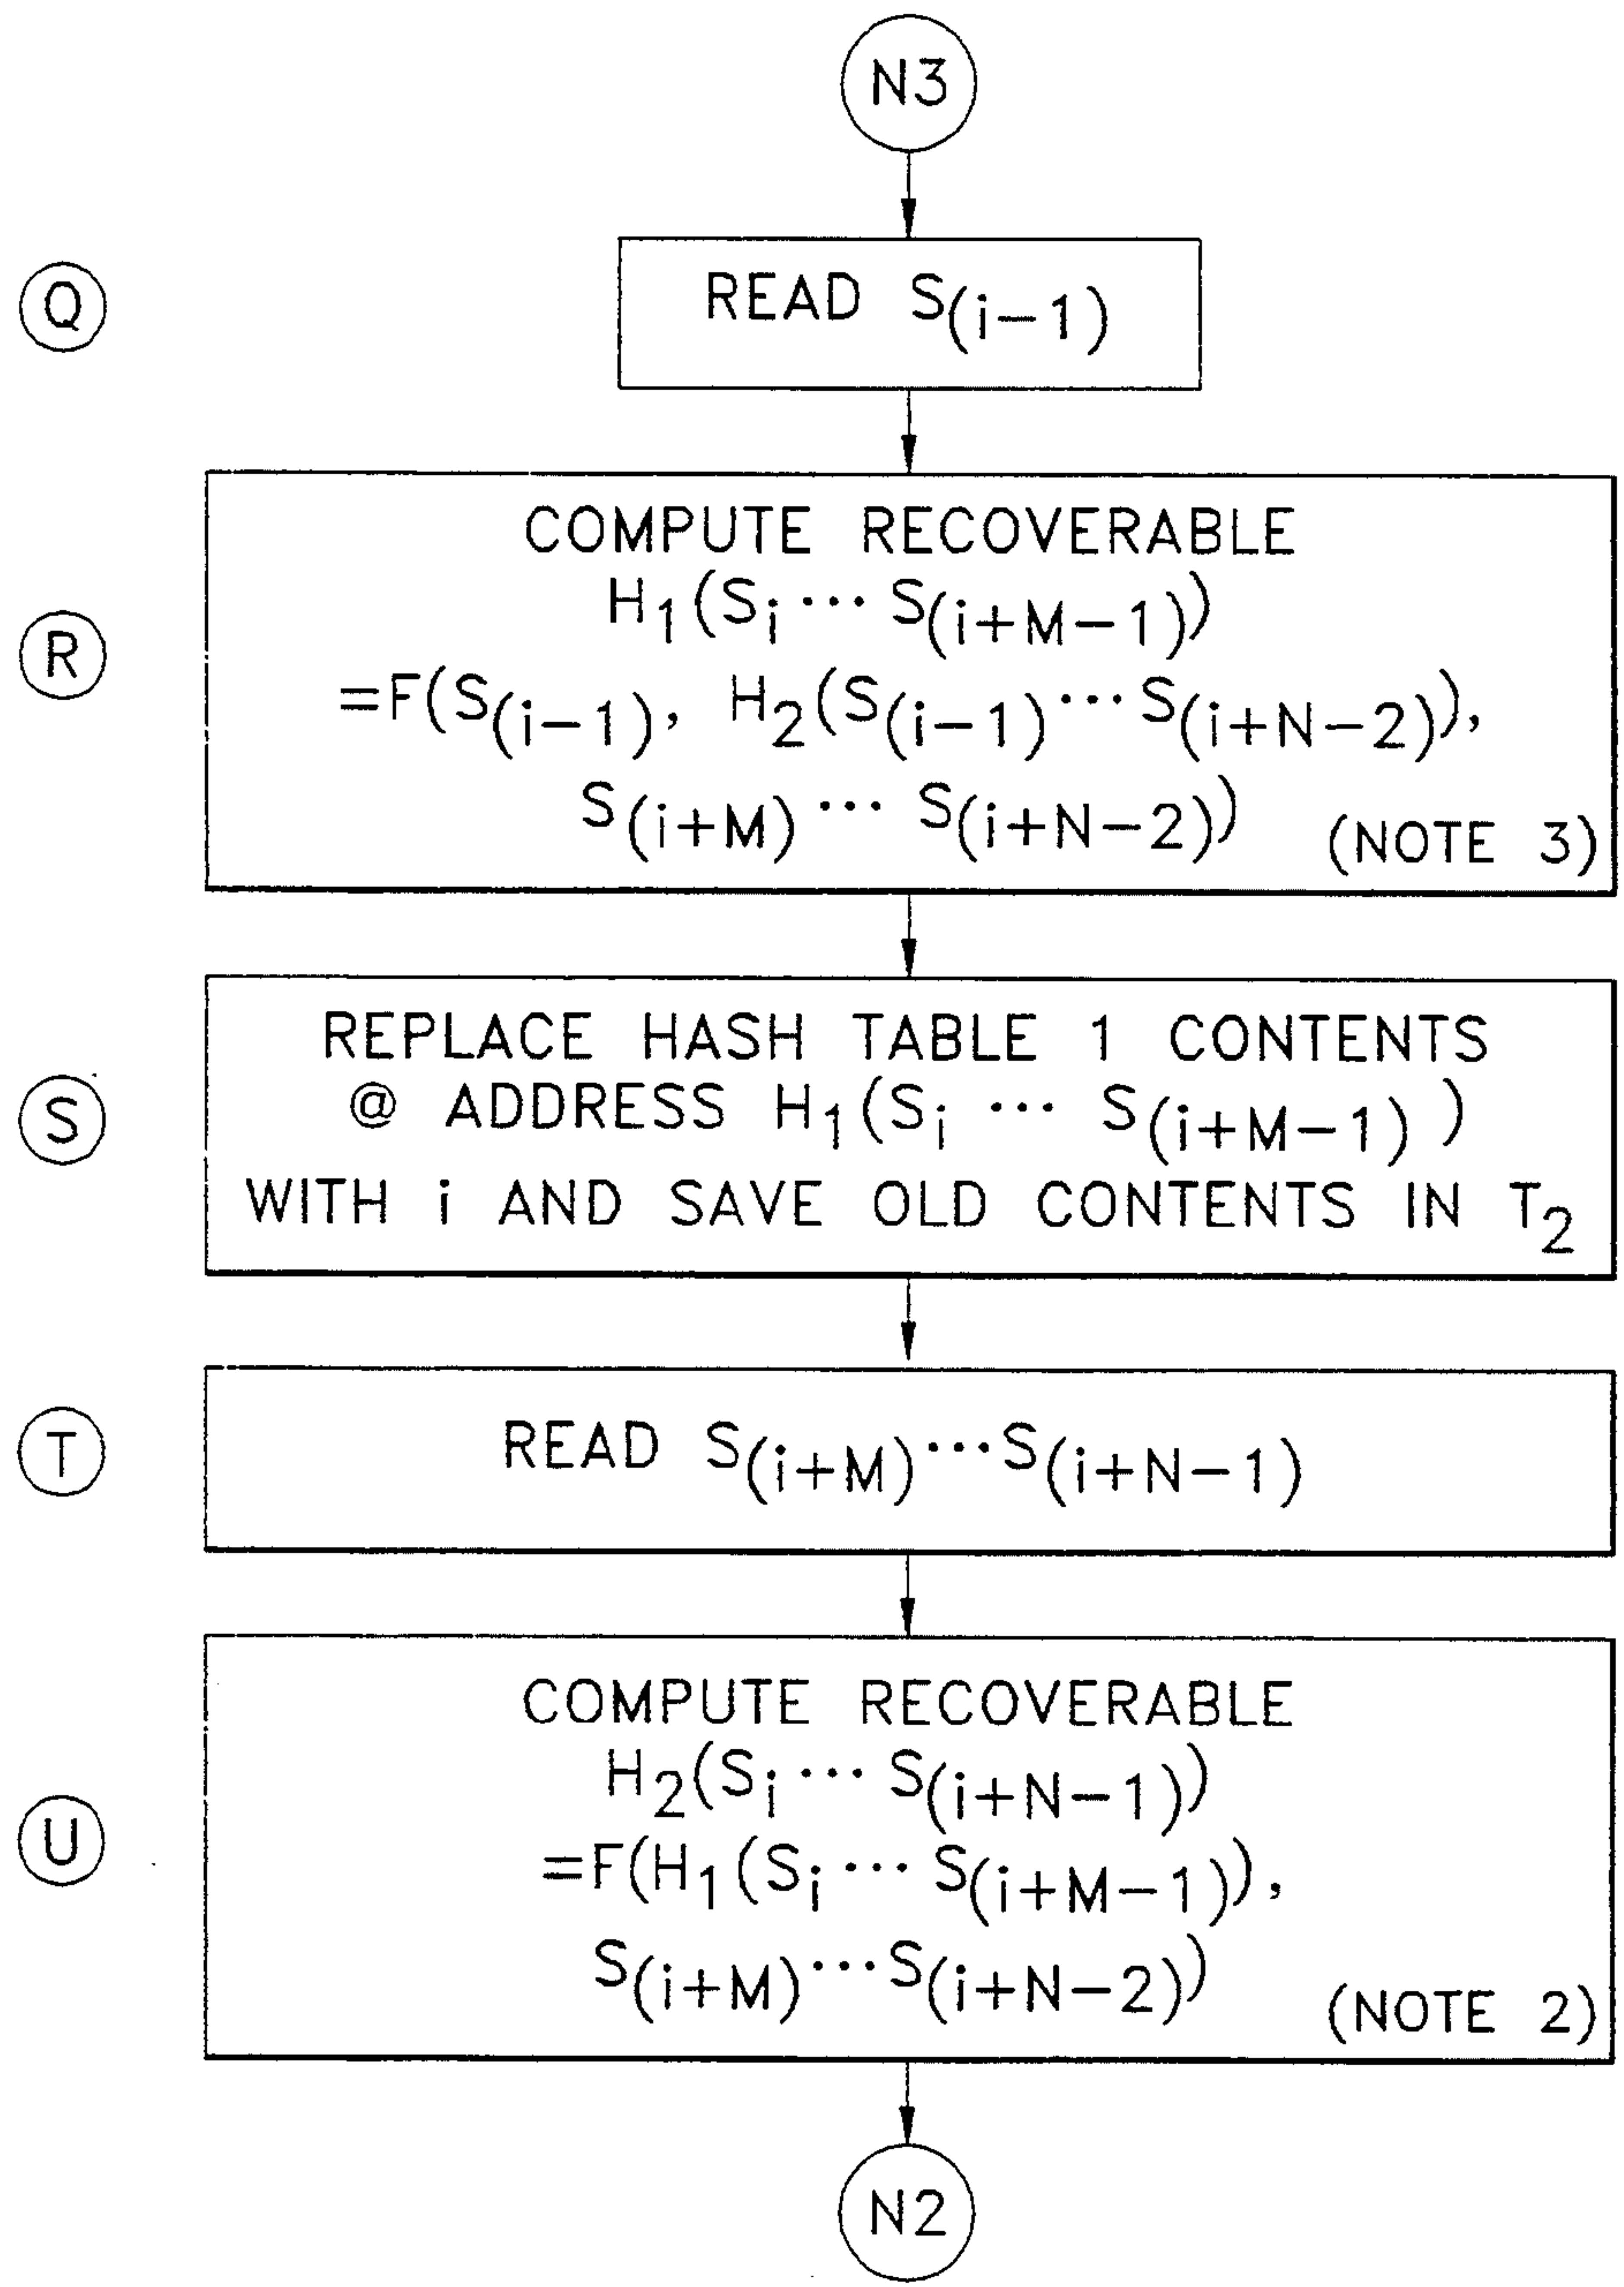 N3
Q
READ S(i−1)
COMPUTE RECOVERABLE
H1(Si ··· S(i+M−1))
R
=F(S(i−1), H2(S(i−1)···S(i+N−2)),
S(i+M) ··· S(i+N−2))
(NOTE 3)
REPLACE HASH TABLE 1 CONTENTS
S
@ ADDRESS H1(Si ··· S(i+M−1) )
WITH i AND SAVE OLD CONTENTS IN T2
T
READ S(i+M)···S(i+N−1)
COMPUTE RECOVERABLE
H2(Si ··· S(i+N−1))
U
=F(H1(Si ··· S(i+M−1)),
S(i+M)···S(i+N−2))
(NOTE 2)
N2